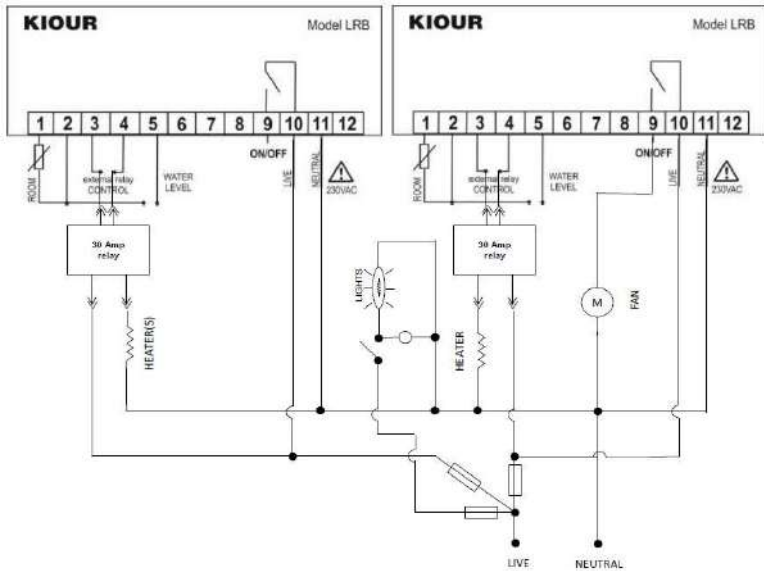 KIOUR Model LRB
1 2 3 4 5 6 7 8 9 10 11 12
ON/OFF
ROOM
external relay
CONTROL
WATER
LEVEL
LIVE
NEUTRAL
230VAC
30 Amp
relay
HEATER(S)
KIOUR Model LRB
1 2 3 4 5 6 7 8 9 10 11 12
ON/OFF
ROOM
external relay
CONTROL
WATER
LEVEL
LIVE
NEUTRAL
230VAC
30 Amp
relay
LIGHTS
HEATER
M
FAN
LIVE
NEUTRAL